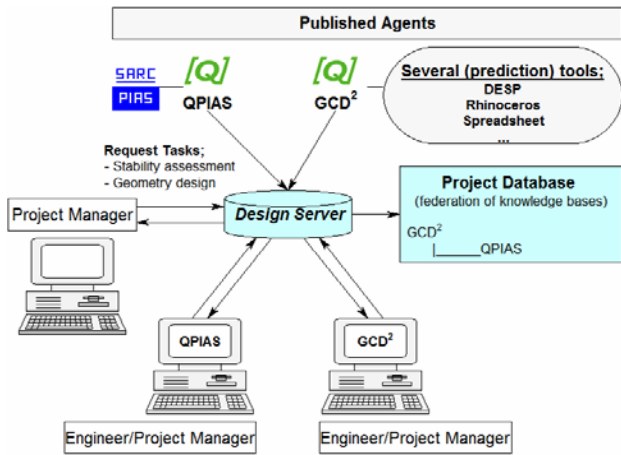 Published Agents
SARC
PIAS
[Q]
QPIAS
[Q]
GCD²
Several (prediction) tools;
DESP
Rhinoceros
Spreadsheet
...
Request Tasks;
- Stability assessment
- Geometry design
Project Manager
Design Server
Project Database
(federation of knowledge bases)
GCD²
|______QPIAS
QPIAS
GCD²
Engineer/Project Manager
Engineer/Project Manager